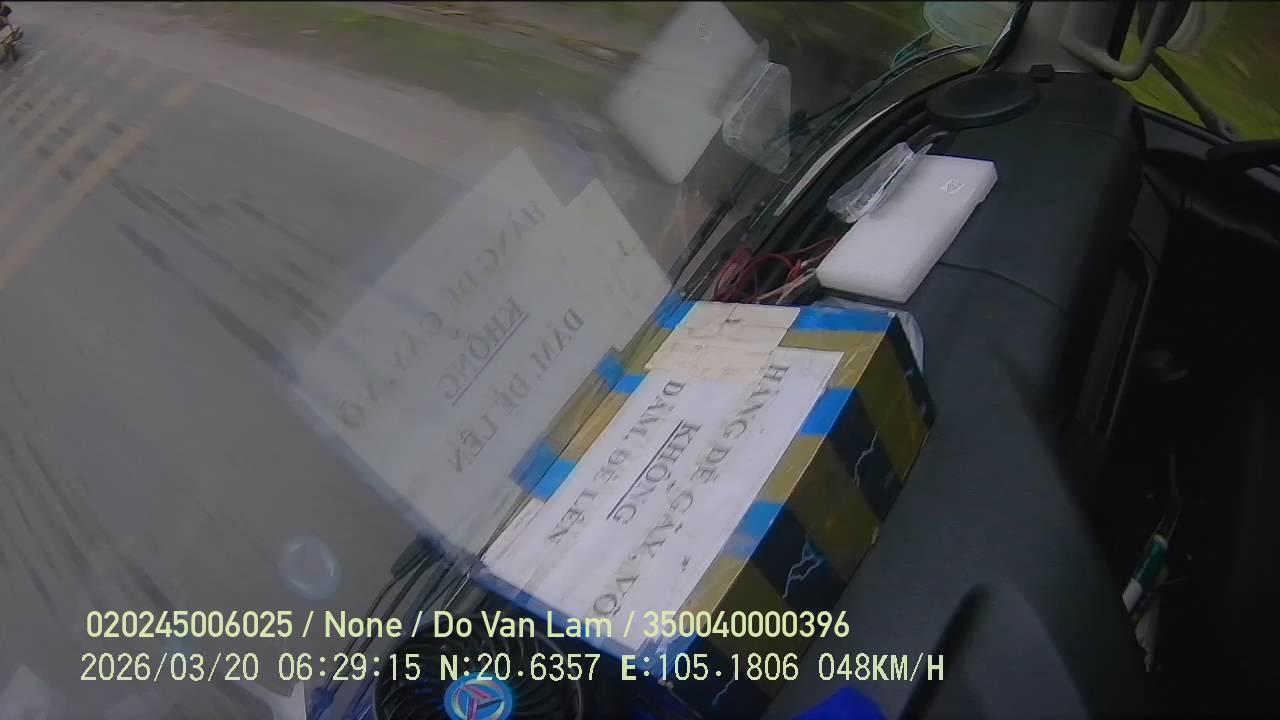 HÀNG DỄ GÃY, VỠ
KHÔNG
DẪM, ĐÈ LÊN
020245006025 / None / Do Van Lam / 350040000396
2026/03/20 06:29:15 N:20.6357 E:105.1806 048KM/H